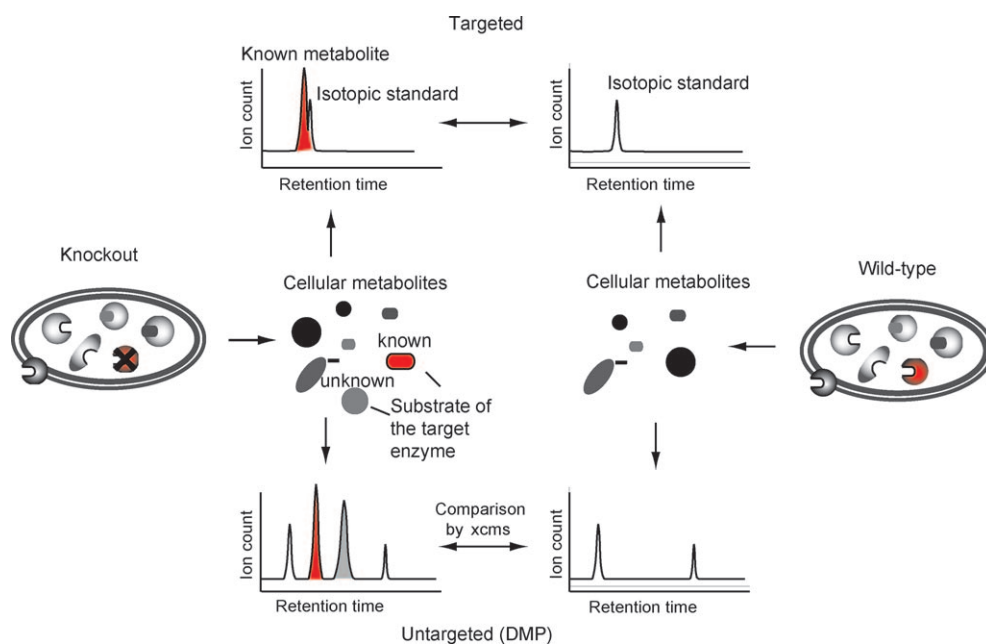 Targeted
Known metabolite
Isotopic standard
Ion count
Retention time
Isotopic standard
Ion count
Retention time
Knockout
Cellular metabolites
known
unknown
Substrate of
the target
enzyme
Cellular metabolites
Wild-type
Ion count
Retention time
Comparison
by xcms
Ion count
Retention time
Untargeted (DMP)